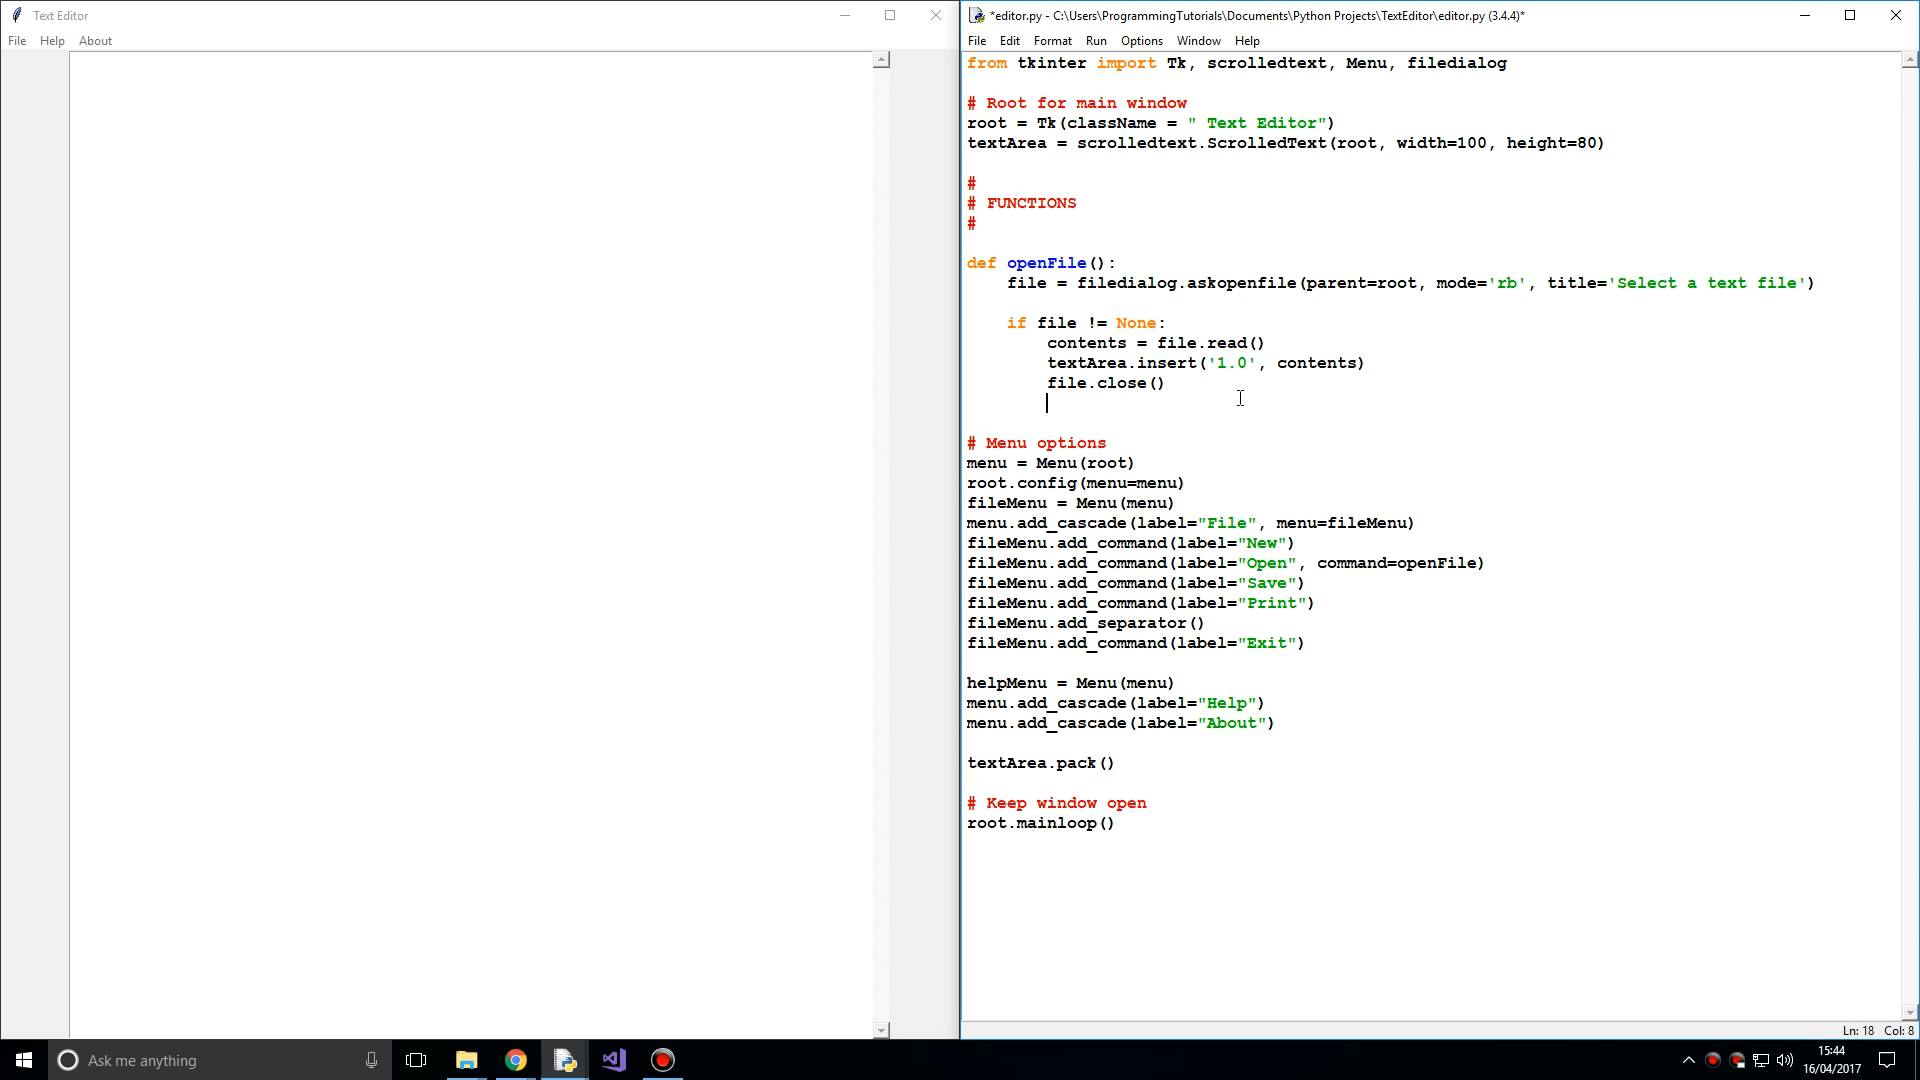 Text Editor
File Help About
*editor.py - C:\Users\ProgrammingTutorials\Documents\Python Projects\TextEditor\editor.py (3.4.4)*
File Edit Format Run Options Window Help
from tkinter import Tk, scrolledtext, Menu, filedialog
# Root for main window
root = Tk(className = " Text Editor")
textArea = scrolledtext.ScrolledText(root, width=100, height=80)
#
# FUNCTIONS
#
def openFile():
    file = filedialog.askopenfile(parent=root, mode='rb', title='Select a text file')
    if file != None:
        contents = file.read()
        textArea.insert('1.0', contents)
        file.close()
# Menu options
menu = Menu(root)
root.config(menu=menu)
fileMenu = Menu(menu)
menu.add_cascade(label="File", menu=fileMenu)
fileMenu.add_command(label="New")
fileMenu.add_command(label="Open", command=openFile)
fileMenu.add_command(label="Save")
fileMenu.add_command(label="Print")
fileMenu.add_separator()
fileMenu.add_command(label="Exit")
helpMenu = Menu(menu)
menu.add_cascade(label="Help")
menu.add_cascade(label="About")
textArea.pack()
# Keep window open
root.mainloop()
Ln: 18 Col: 8
Ask me anything
15:44
16/04/2017